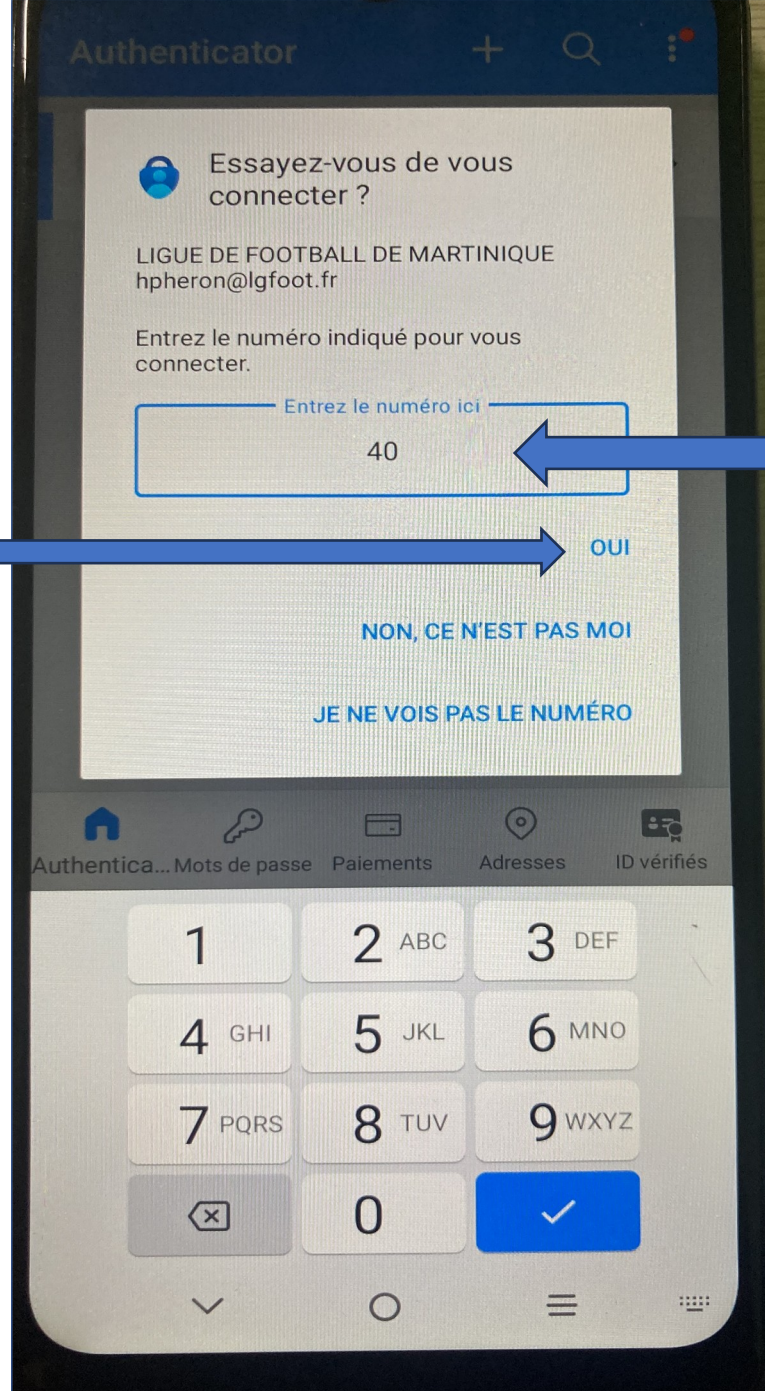 Authenticator
Essayez-vous de vous
connecter ?
LIGUE DE FOOTBALL DE MARTINIQUE
hpheron@lgfoot.fr
Entrez le numéro indiqué pour vous
connecter.
Entrez le numéro ici
40
OUI
NON, CE N'EST PAS MOI
JE NE VOIS PAS LE NUMÉRO
Authentica... Mots de passe Paiements Adresses ID vérifiés
1 2 ABC 3 DEF
4 GHI 5 JKL 6 MNO
7 PQRS 8 TUV 9 WXYZ
0